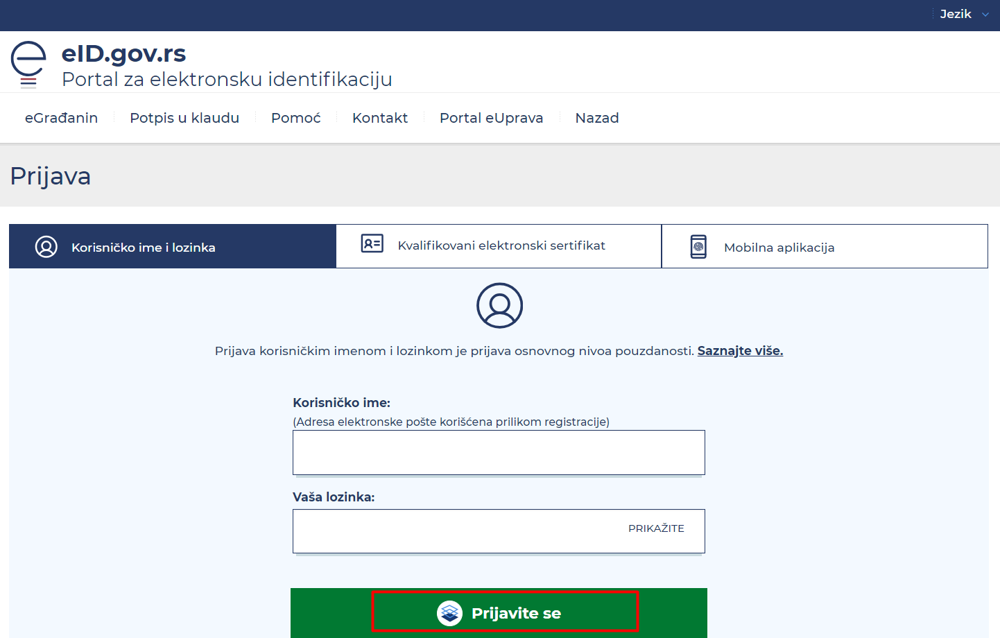 Jezik
eID.gov.rs
Portal za elektronsku identifikaciju
eGrađanin
Potpis u klaudu
Pomoć
Kontakt
Portal eUprava
Nazad
Prijava
Korisničko ime i lozinka
Kvalifikovani elektronski sertifikat
Mobilna aplikacija
Prijava korisničkim imenom i lozinkom je prijava osnovnog nivoa pouzdanosti. Saznajte više.
Korisničko ime:
(Adresa elektronske pošte korišćena prilikom registracije)
Vaša lozinka:
PRIKAŽITE
Prijavite se